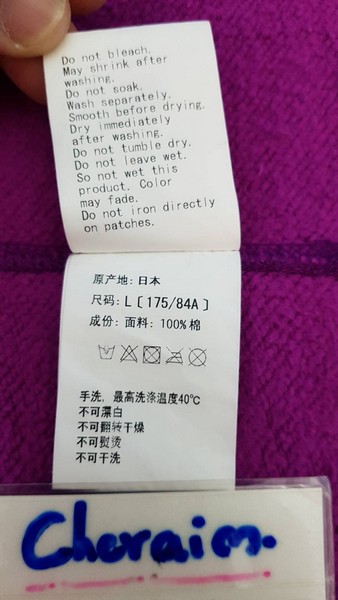 Do not bleach.
May shrink after
washing.
Do not soak.
Wash separately.
Smooth before drying.
Dry immediately
after washing.
Do not tumble dry.
Do not leave wet.
So not wet this
product. Color
may fade.
Do not iron directly
on patches.
原产地: 日本
尺码: L [175/84A]
成份: 面料: 100%棉
手洗, 最高洗涤温度40℃
不可漂白
不可翻转干燥
不可熨烫
不可干洗
Choraim.